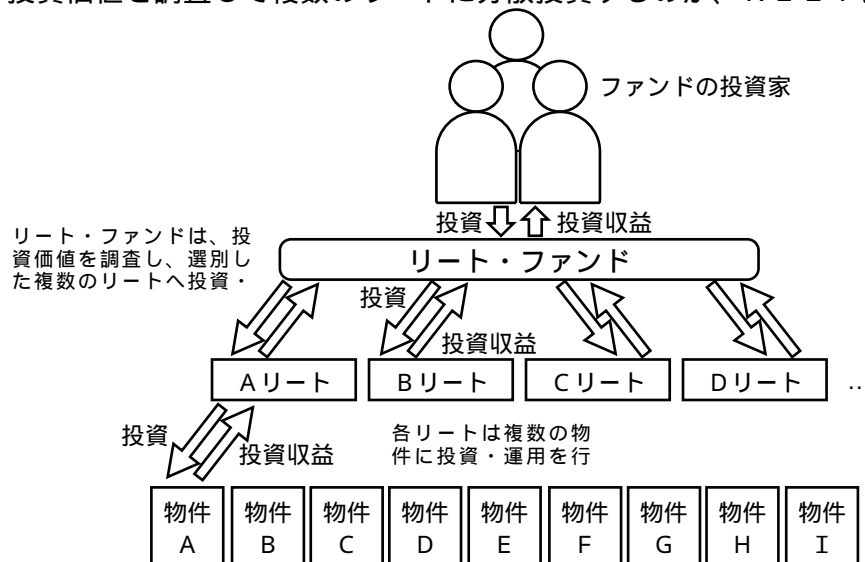 ファンドの投資家
投資 投資収益
リート・ファンドは、投
資価値を調査し、選別し
た複数のリートへ投資・
リート・ファンド
投資
投資収益
Aリート Bリート Cリート Dリート …
投資
投資収益
各リートは複数の物
件に投資・運用を行
物件 物件 物件 物件 物件 物件 物件 物件 物件
A B C D E F G H I